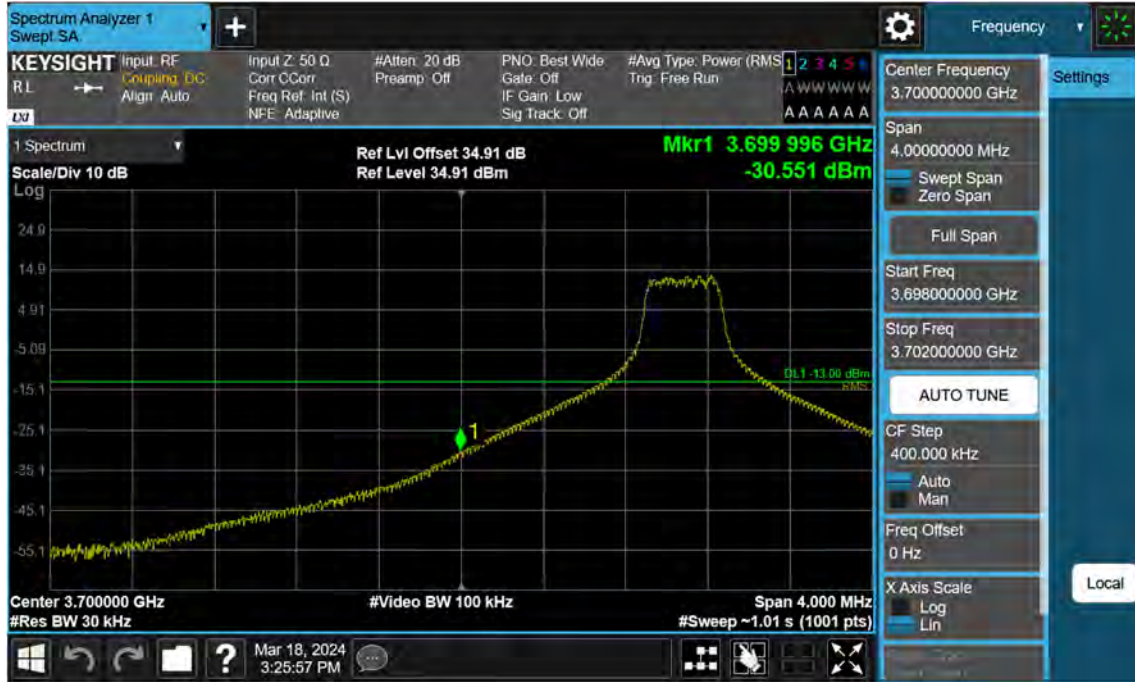 Spectrum Analyzer 1
Swept SA
Frequency
KEYSIGHT
RL
LXI
Input: RF
Coupling: DC
Align: Auto
Input Z: 50 Ω
Corr CCorr
Freq Ref: Int (S)
NFE: Adaptive
#Atten: 20 dB
Preamp: Off
PNO: Best Wide
Gate: Off
IF Gain: Low
Sig Track: Off
#Avg Type: Power (RMS
Trig: Free Run
1 2 3 4 5 6
A W W W W W
A A A A A A
Center Frequency
3.700000000 GHz
Settings
Span
4.00000000 MHz
Swept Span
Zero Span
Full Span
Start Freq
3.698000000 GHz
Stop Freq
3.702000000 GHz
AUTO TUNE
CF Step
400.000 kHz
Auto
Man
Freq Offset
0 Hz
X Axis Scale
Log
Lin
Local
1 Spectrum
Scale/Div 10 dB
Log
Ref Lvl Offset 34.91 dB
Ref Level 34.91 dBm
Mkr1 3.699 996 GHz
-30.551 dBm
24.9
14.9
4.91
-5.09
-15.1
-25.1
-35.1
-45.1
-55.1
DL1 -13.00 dBm
RMS
1
Center 3.700000 GHz
#Res BW 30 kHz
#Video BW 100 kHz
Span 4.000 MHz
#Sweep ~1.01 s (1001 pts)
?
Mar 18, 2024
3:25:57 PM